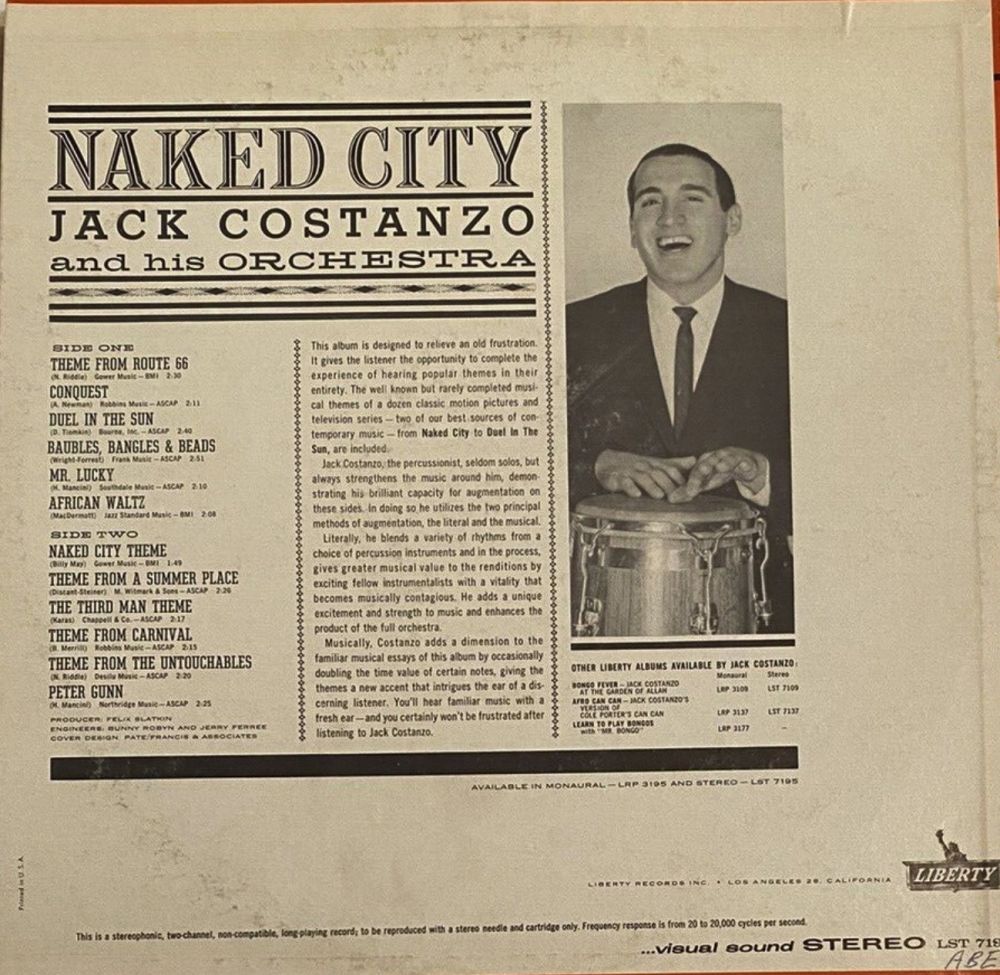 NAKED CITY
JACK COSTANZO
and his ORCHESTRA
SIDE ONE
THEME FROM ROUTE 66
(N. Riddle) Gower Music — BMI 2:30
CONQUEST
(A. Newman) Robbins Music — ASCAP 2:11
DUEL IN THE SUN
(D. Tiomkin) Bourne, Inc. — ASCAP 2:40
BAUBLES, BANGLES & BEADS
(Wright-Forrest) Frank Music — ASCAP 2:51
MR. LUCKY
(H. Mancini) Southdale Music — ASCAP 2:10
AFRICAN WALTZ
(MacDermott) Jazz Standard Music — BMI 2:08
SIDE TWO
NAKED CITY THEME
(Billy May) Gower Music — BMI 1:49
THEME FROM A SUMMER PLACE
(Discant-Steiner) M. Witmark & Sons — ASCAP 2:26
THE THIRD MAN THEME
(Karas) Chappell & Co. — ASCAP 2:17
THEME FROM CARNIVAL
(B. Merrill) Robbins Music — ASCAP 2:15
THEME FROM THE UNTOUCHABLES
(N. Riddle) Desilu Music — ASCAP 2:20
PETER GUNN
(H. Mancini) Northridge Music — ASCAP 2:25
PRODUCER: FELIX SLATKIN
ENGINEERS: BUNNY ROBYN AND JERRY FERREE
COVER DESIGN: PATE/FRANCIS & ASSOCIATES
This album is designed to relieve an old frustration.
It gives the listener the opportunity to complete the
experience of hearing popular themes in their
entirety. The well known but rarely completed musi-
cal themes of a dozen classic motion pictures and
television series — two of our best sources of con-
temporary music — from Naked City to Duel In The
Sun, are included.
Jack Costanzo, the percussionist, seldom solos, but
always strengthens the music around him, demon-
strating his brilliant capacity for augmentation on
these sides. In doing so he utilizes the two principal
methods of augmentation, the literal and the musical.
Literally, he blends a variety of rhythms from a
choice of percussion instruments and in the process,
gives greater musical value to the renditions by
exciting fellow instrumentalists with a vitality that
becomes musically contagious. He adds a unique
excitement and strength to music and enhances the
product of the full orchestra.
Musically, Costanzo adds a dimension to the
familiar musical essays of this album by occasionally
doubling the time value of certain notes, giving the
themes a new accent that intrigues the ear of a dis-
cerning listener. You'll hear familiar music with a
fresh ear — and you certainly won't be frustrated after
listening to Jack Costanzo.
OTHER LIBERTY ALBUMS AVAILABLE BY JACK COSTANZO:
Monaural Stereo
BONGO FEVER — JACK COSTANZO
AT THE GARDEN OF ALLAH LRP 3109 LST 7109
AFRO CAN CAN — JACK COSTANZO'S
VERSION OF
COLE PORTER'S CAN CAN LRP 3137 LST 7137
LEARN TO PLAY BONGOS
with "MR. BONGO" LRP 3177 –
AVAILABLE IN MONAURAL — LRP 3195 AND STEREO — LST 7195
Printed in U.S.A.
LIBERTY RECORDS INC. • LOS ANGELES 28, CALIFORNIA
LIBERTY
This is a stereophonic, two-channel, non-compatible, long-playing record; to be reproduced with a stereo needle and cartridge only. Frequency response is from 20 to 20,000 cycles per second.
...visual sound STEREO LST 719
ABE